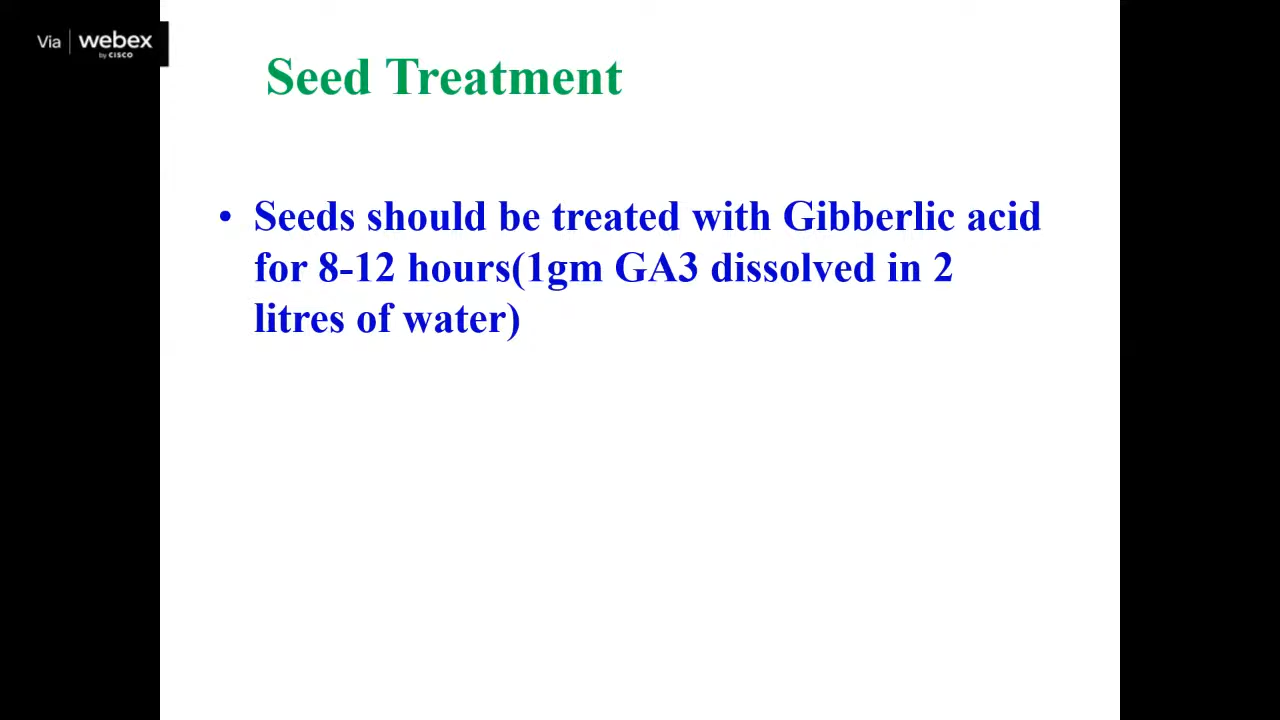 Via webex
by CISCO
Seed Treatment
• Seeds should be treated with Gibberlic acid
for 8-12 hours(1gm GA3 dissolved in 2
litres of water)